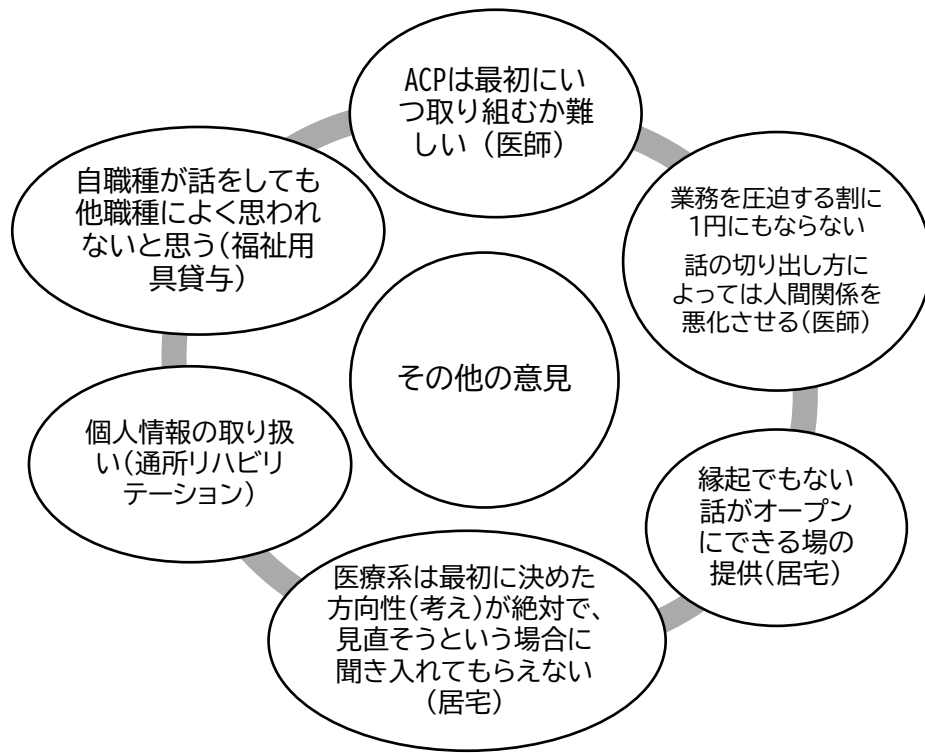 ACPは最初にい
つ取り組むか難
しい（医師）
業務を圧迫する割に
1円にもならない
話の切り出し方に
よっては人間関係を
悪化させる（医師）
縁起でもない
話がオープン
にできる場の
提供（居宅）
医療系は最初に決めた
方向性（考え）が絶対で、
見直そうという場合に
聞き入れてもらえない
（居宅）
個人情報の取り扱
い（通所リハビリ
テーション）
自職種が話をしても
他職種によく思われ
ないと思う（福祉用
具貸与）
その他の意見